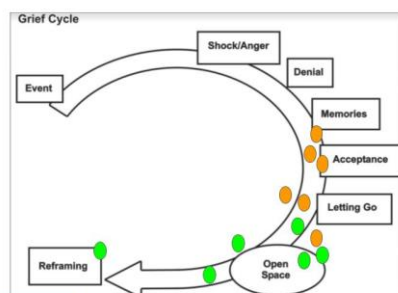 Grief Cycle
Shock/Anger
Denial
Event
Memories
Acceptance
Letting Go
Reframing
Open
Space